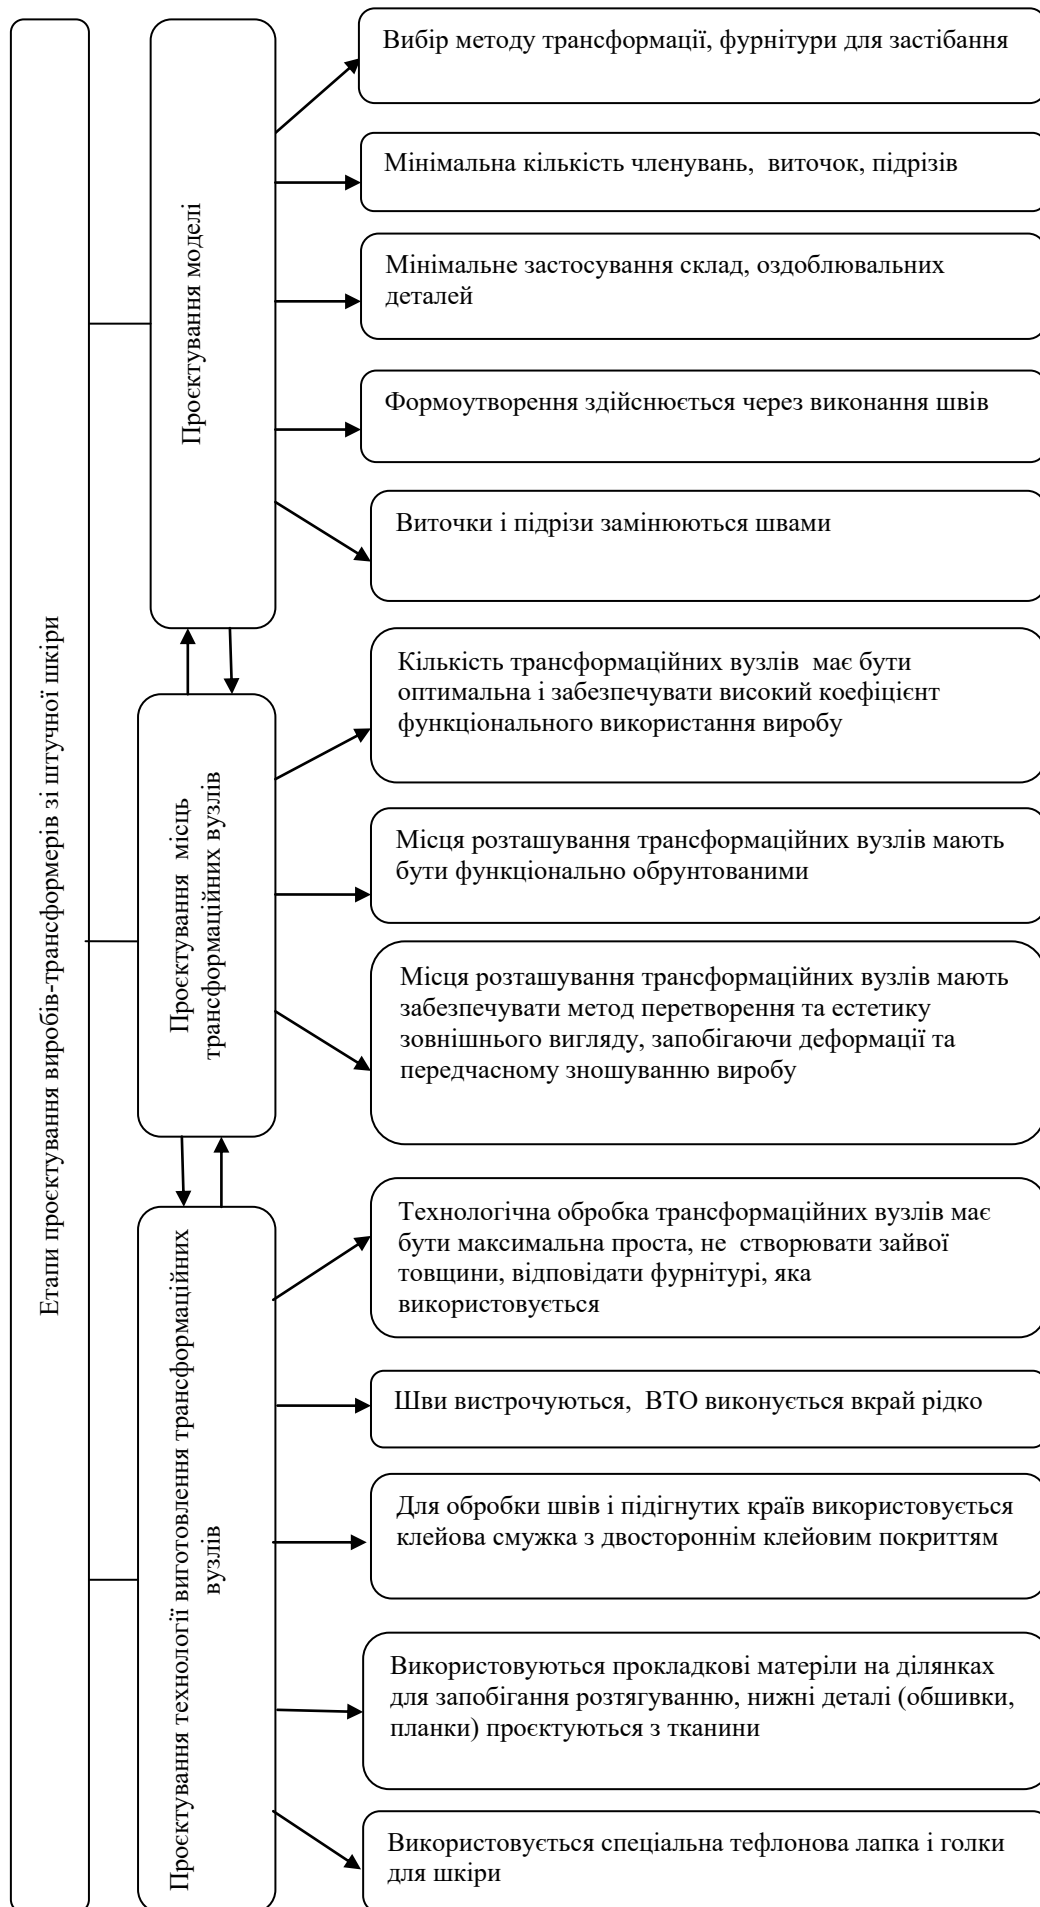 Етапи проєктування виробів-трансформерів зі штучної шкіри
Проєктування моделі
Вибір методу трансформації, фурнітури для застібання
Мінімальна кількість членувань, виточок, підрізів
Мінімальне застосування склад, оздоблювальних
деталей
Формоутворення здійснюється через виконання швів
Виточки і підрізи замінюються швами
Проєктування місць
трансформаційних вузлів
Кількість трансформаційних вузлів має бути
оптимальна і забезпечувати високий коефіцієнт
функціонального використання виробу
Місця розташування трансформаційних вузлів мають
бути функціонально обрунтованими
Місця розташування трансформаційних вузлів мають
забезпечувати метод перетворення та естетику
зовнішнього вигляду, запобігаючи деформації та
передчасному зношуванню виробу
Проєктування технології виготовлення трансформаційних
вузлів
Технологічна обробка трансформаційних вузлів має
бути максимальна проста, не створювати зайвої
товщини, відповідати фурнітурі, яка
використовується
Шви вистрочуються, ВТО виконується вкрай рідко
Для обробки швів і підігнутих країв використовується
клейова смужка з двостороннім клейовим покриттям
Використовуються прокладкові матеріли на ділянках
для запобігання розтягуванню, нижні деталі (обшивки,
планки) проєктуються з тканини
Використовується спеціальна тефлонова лапка і голки
для шкіри